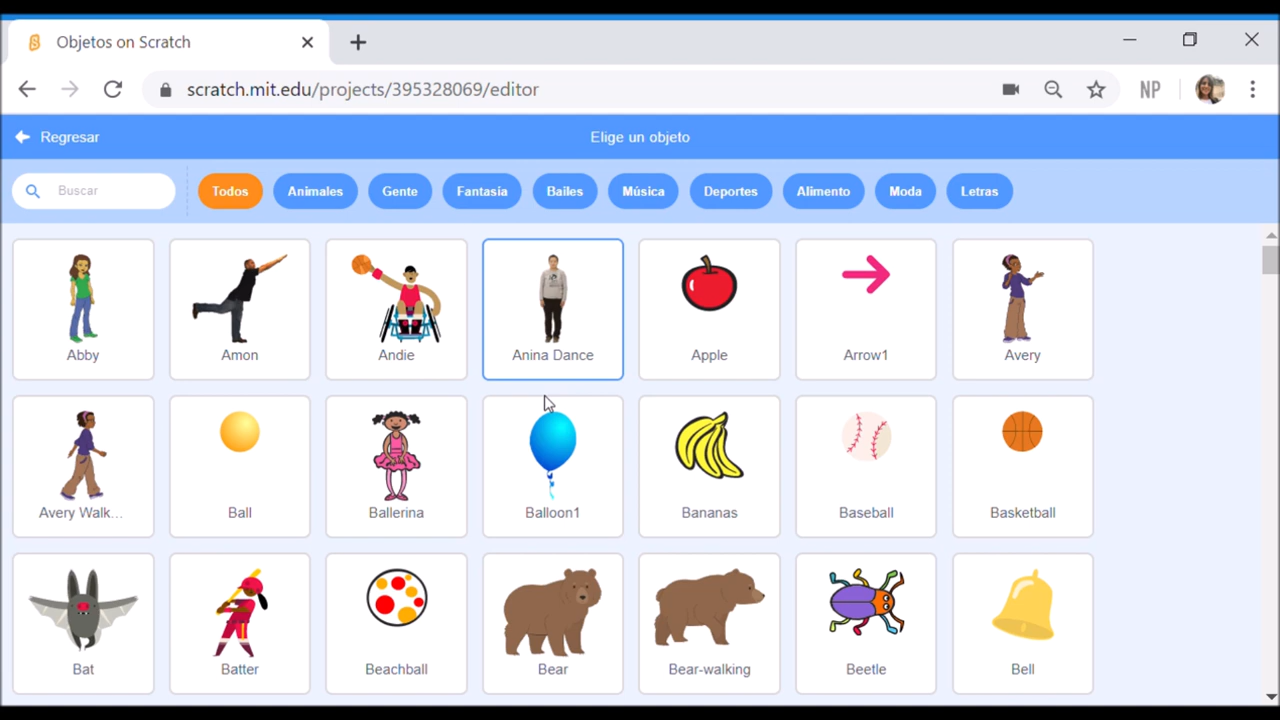 Objetos on Scratch
scratch.mit.edu/projects/395328069/editor
NP
Regresar
Elige un objeto
Buscar
Todos
Animales
Gente
Fantasía
Bailes
Música
Deportes
Alimento
Moda
Letras
Abby
Amon
Andie
Anina Dance
Apple
Arrow1
Avery
Avery Walk...
Ball
Ballerina
Balloon1
Bananas
Baseball
Basketball
Bat
Batter
Beachball
Bear
Bear-walking
Beetle
Bell